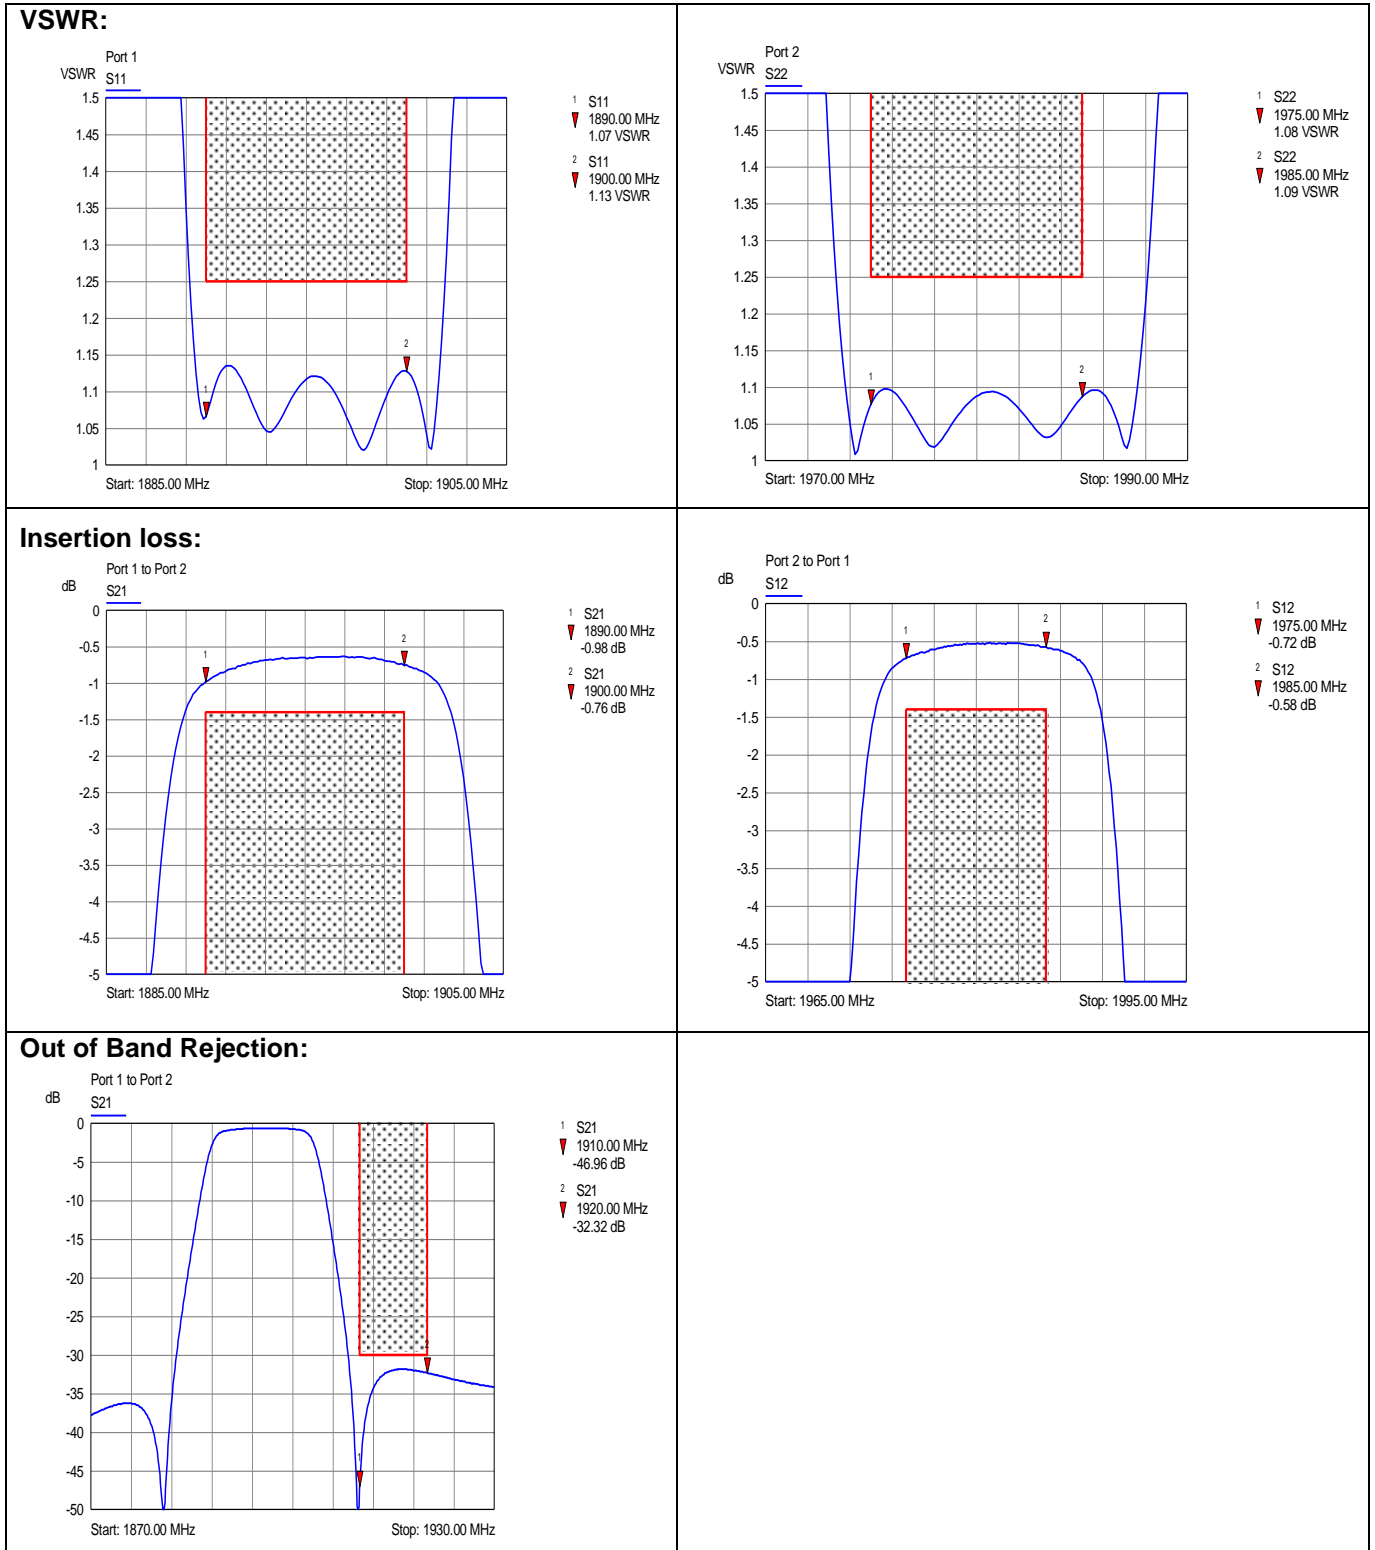 VSWR:
Port 1
VSWR
S11
1.5
1.45
1.4
1.35
1.3
1.25
1.2
1.15
1.1
1.05
1
1
2
Start: 1885.00 MHz
Stop: 1905.00 MHz
1 S11
1890.00 MHz
1.07 VSWR
2 S11
1900.00 MHz
1.13 VSWR
Port 2
VSWR
S22
1.5
1.45
1.4
1.35
1.3
1.25
1.2
1.15
1.1
1.05
1
1
2
Start: 1970.00 MHz
Stop: 1990.00 MHz
1 S22
1975.00 MHz
1.08 VSWR
2 S22
1985.00 MHz
1.09 VSWR
Insertion loss:
Port 1 to Port 2
dB
S21
0
-0.5
-1
-1.5
-2
-2.5
-3
-3.5
-4
-4.5
-5
1
2
Start: 1885.00 MHz
Stop: 1905.00 MHz
1 S21
1890.00 MHz
-0.98 dB
2 S21
1900.00 MHz
-0.76 dB
Port 2 to Port 1
dB
S12
0
-0.5
-1
-1.5
-2
-2.5
-3
-3.5
-4
-4.5
-5
1
2
Start: 1965.00 MHz
Stop: 1995.00 MHz
1 S12
1975.00 MHz
-0.72 dB
2 S12
1985.00 MHz
-0.58 dB
Out of Band Rejection:
Port 1 to Port 2
dB
S21
0
-5
-10
-15
-20
-25
-30
-35
-40
-45
-50
1
2
Start: 1870.00 MHz
Stop: 1930.00 MHz
1 S21
1910.00 MHz
-46.96 dB
2 S21
1920.00 MHz
-32.32 dB